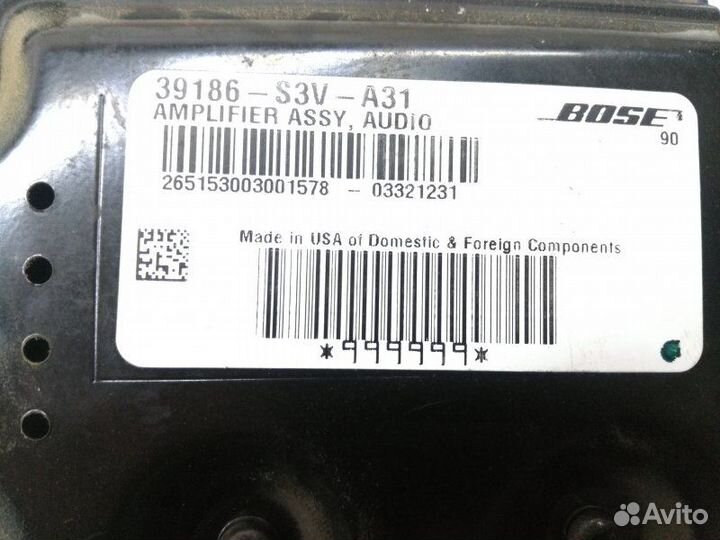 39186-S3V-A31
AMPLIFIER ASSY, AUDIO
BOSE
90
265153003001578 - 03321231
Made in USA of Domestic & Foreign Components
*999999*
Avito